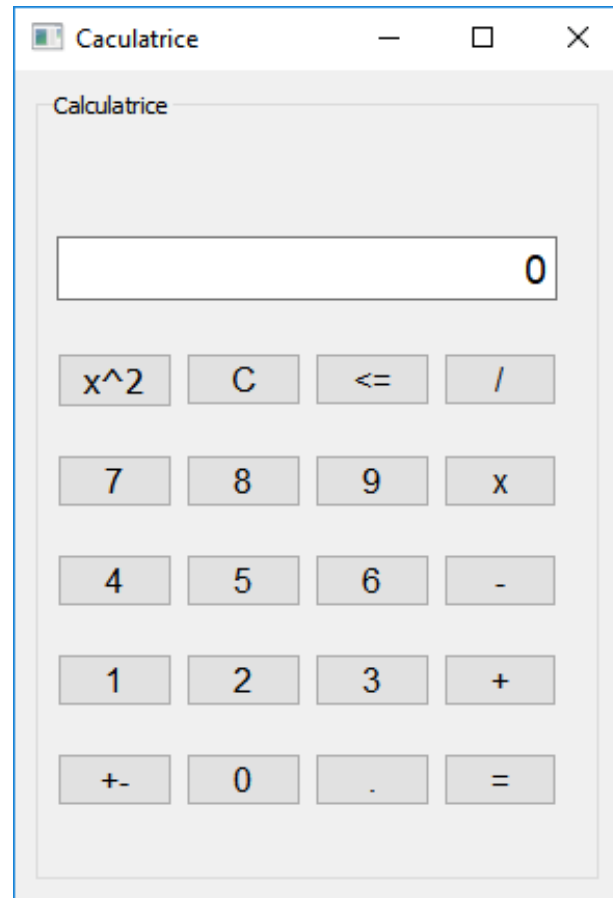 Caculatrice
Calculatrice
0
x^2 C <= /
7 8 9 x
4 5 6 -
1 2 3 +
+- 0 . =